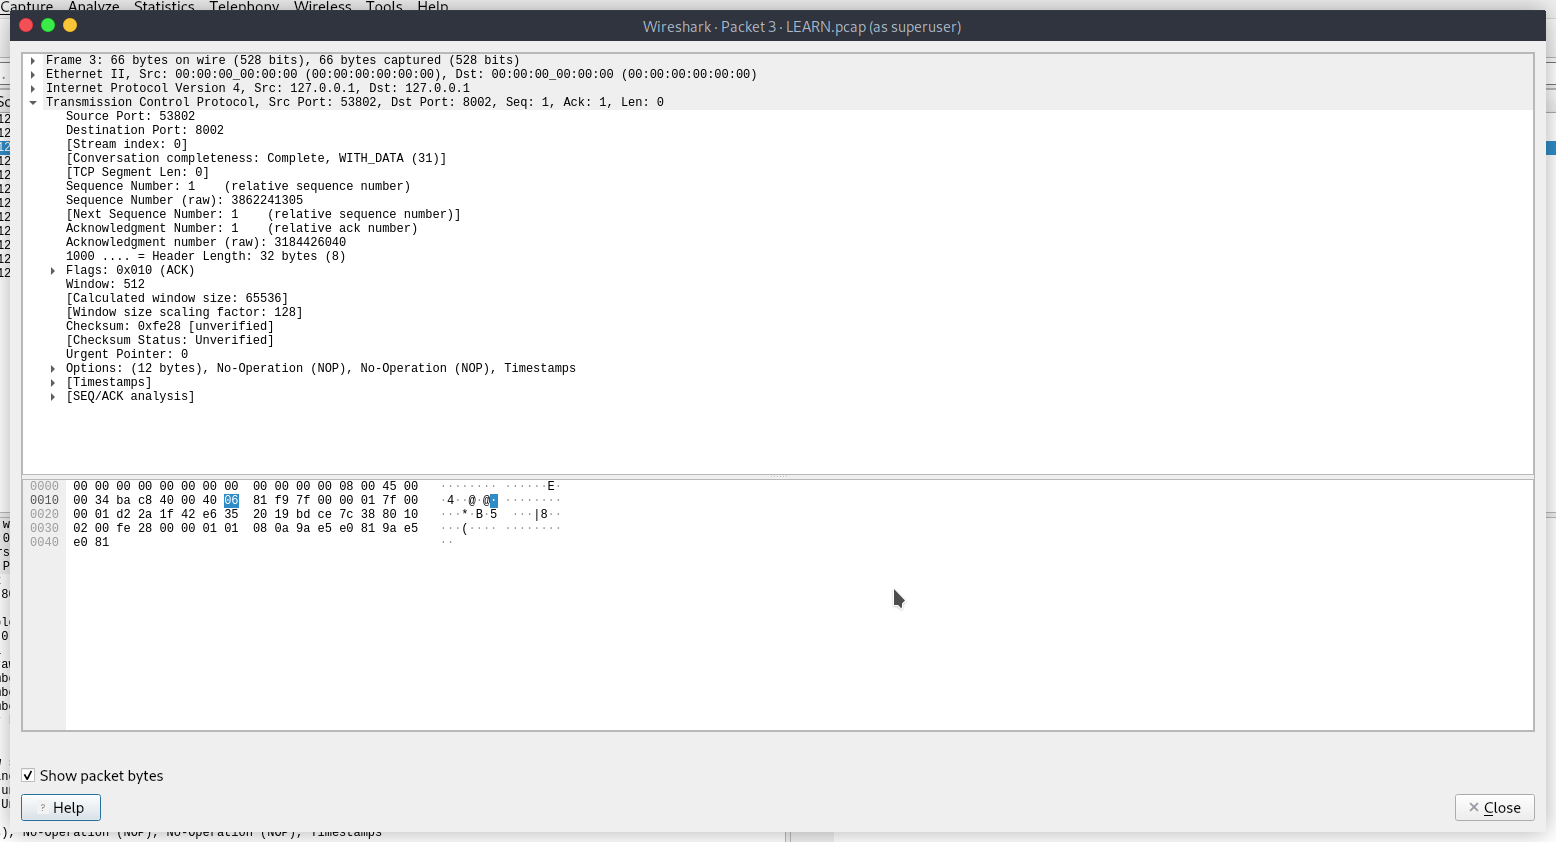 Capture Analyze Statistics Telephony Wireless Tools Help
Wireshark · Packet 3 · LEARN.pcap (as superuser)
Frame 3: 66 bytes on wire (528 bits), 66 bytes captured (528 bits)
Ethernet II, Src: 00:00:00_00:00:00 (00:00:00:00:00:00), Dst: 00:00:00_00:00:00 (00:00:00:00:00:00)
Internet Protocol Version 4, Src: 127.0.0.1, Dst: 127.0.0.1
Transmission Control Protocol, Src Port: 53802, Dst Port: 8002, Seq: 1, Ack: 1, Len: 0
Source Port: 53802
Destination Port: 8002
[Stream index: 0]
[Conversation completeness: Complete, WITH_DATA (31)]
[TCP Segment Len: 0]
Sequence Number: 1    (relative sequence number)
Sequence Number (raw): 3862241305
[Next Sequence Number: 1    (relative sequence number)]
Acknowledgment Number: 1    (relative ack number)
Acknowledgment number (raw): 3184426040
1000 .... = Header Length: 32 bytes (8)
Flags: 0x010 (ACK)
Window: 512
[Calculated window size: 65536]
[Window size scaling factor: 128]
Checksum: 0xfe28 [unverified]
[Checksum Status: Unverified]
Urgent Pointer: 0
Options: (12 bytes), No-Operation (NOP), No-Operation (NOP), Timestamps
[Timestamps]
[SEQ/ACK analysis]
0000  00 00 00 00 00 00 00 00  00 00 00 00 08 00 45 00  ········ ······E·
0010  00 34 ba c8 40 00 40 06  81 f9 7f 00 00 01 7f 00  ·4··@·@· ········
0020  00 01 d2 2a 1f 42 e6 35  20 19 bd ce 7c 38 80 10  ···*·B·5  ···|8··
0030  02 00 fe 28 00 00 01 01  08 0a 9a e5 e0 81 9a e5  ···(···· ········
0040  e0 81  ··
Show packet bytes
Help
Close
), No-Operation (NOP), No-Operation (NOP), Timestamps